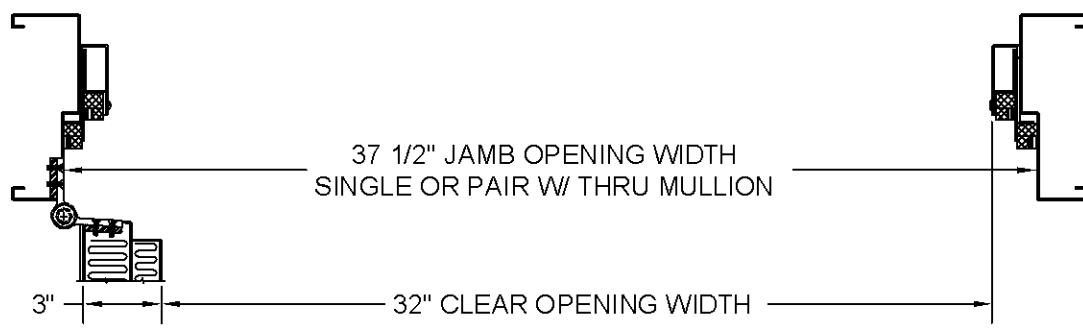 37 1/2" JAMB OPENING WIDTH
SINGLE OR PAIR W/ THRU MULLION
3"
32" CLEAR OPENING WIDTH